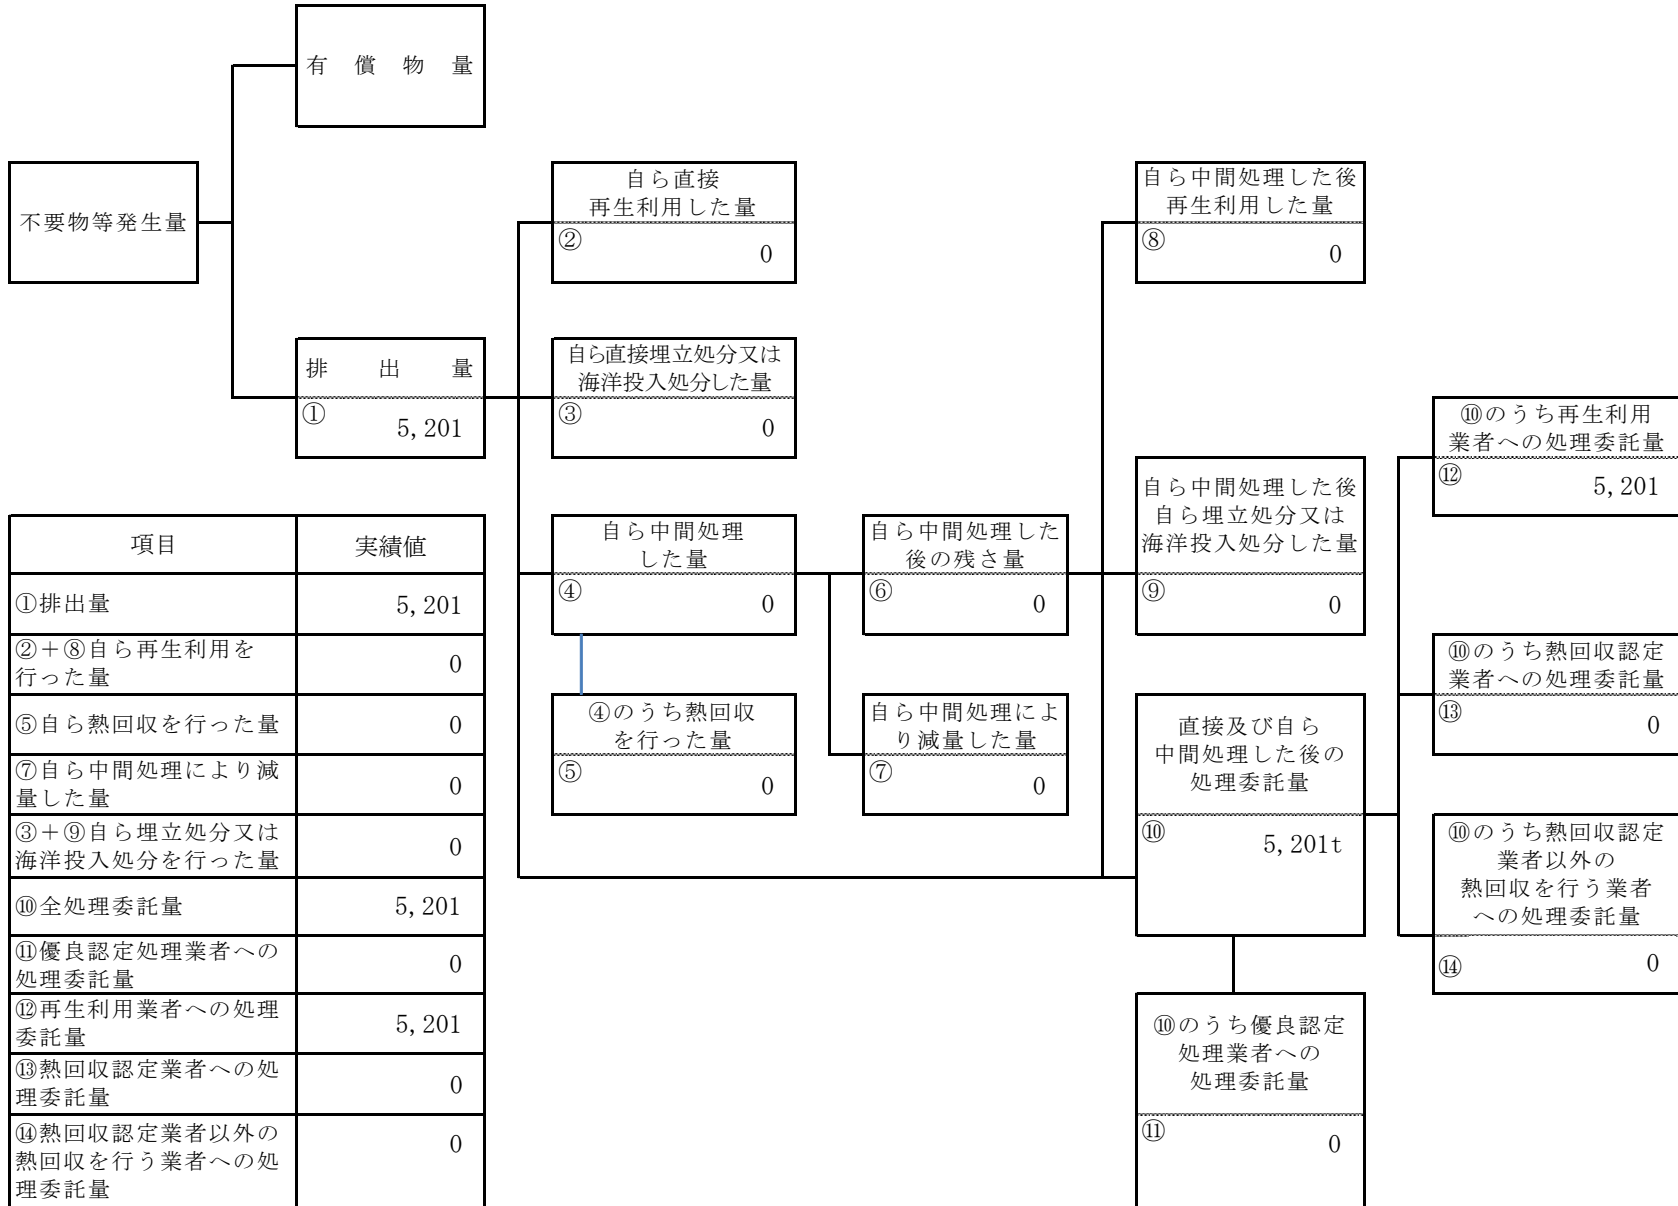 有償物量
不要物等発生量
排出量
①
5,201
自ら直接
再生利用した量
②
0
自ら直接埋立処分又は
海洋投入処分した量
③
0
自ら中間処理
した量
④
0
④のうち熱回収
を行った量
⑤
0
自ら中間処理した
後の残さ量
⑥
0
自ら中間処理によ
り減量した量
⑦
0
自ら中間処理した後
再生利用した量
⑧
0
自ら中間処理した後
自ら埋立処分又は
海洋投入処分した量
⑨
0
直接及び自ら
中間処理した後の
処理委託量
⑩
5,201t
⑩のうち優良認定
処理業者への
処理委託量
⑪
0
⑩のうち再生利用
業者への処理委託量
⑫
5,201
⑩のうち熱回収認定
業者への処理委託量
⑬
0
⑩のうち熱回収認定
業者以外の
熱回収を行う業者
への処理委託量
⑭
0
項目 実績値
①排出量 5,201
②＋⑧自ら再生利用を
行った量
0
⑤自ら熱回収を行った量 0
⑦自ら中間処理により減
量した量
0
③＋⑨自ら埋立処分又は
海洋投入処分を行った量
0
⑩全処理委託量 5,201
⑪優良認定処理業者への
処理委託量
0
⑫再生利用業者への処理
委託量
5,201
⑬熱回収認定業者への処
理委託量
0
⑭熱回収認定業者以外の
熱回収を行う業者への処
理委託量
0